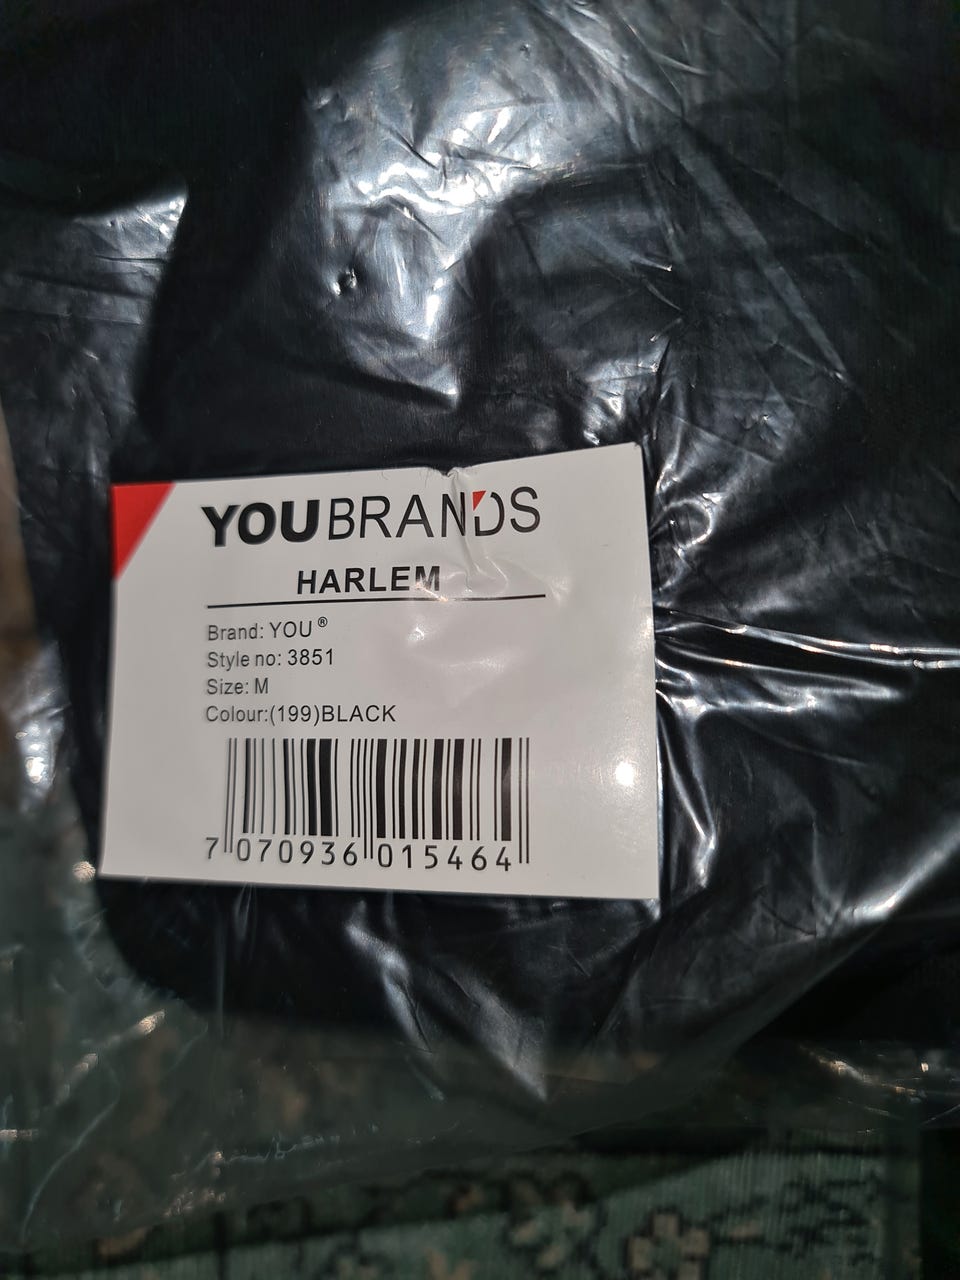 YOUBRANDS
HARLEM
Brand: YOU®
Style no: 3851
Size: M
Colour:(199)BLACK
7 070936 015464